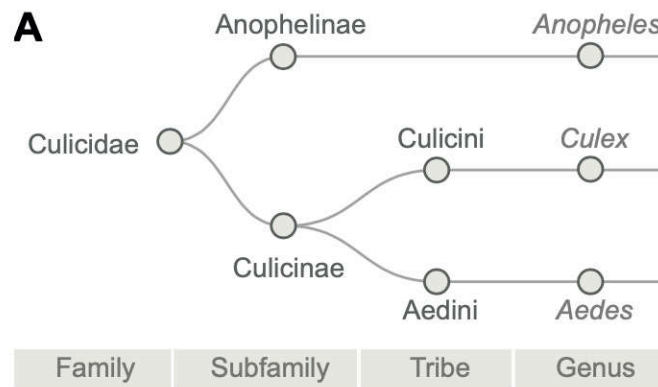 A
Anophelinae
Anopheles
Culicidae
Culicini
Culex
Culicinae
Aedini
Aedes
Family
Subfamily
Tribe
Genus